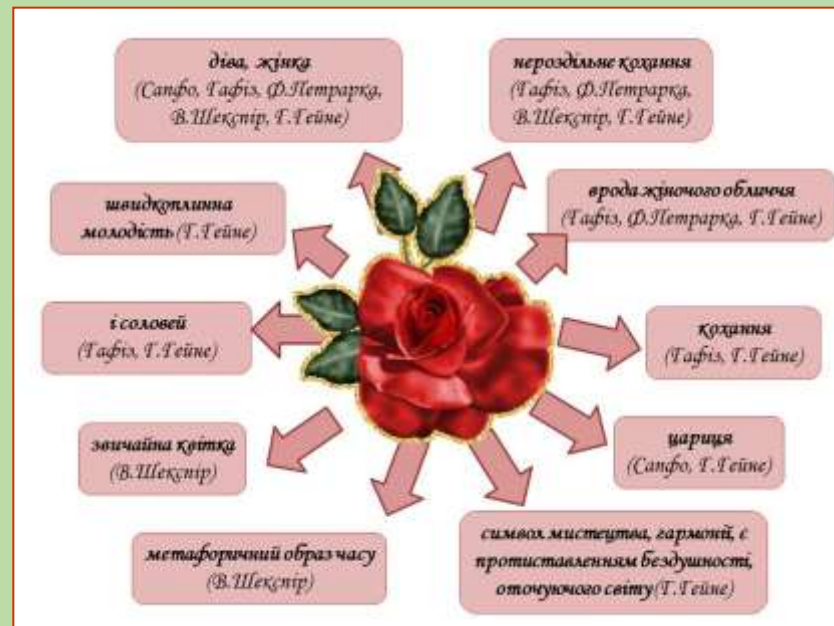 діва, жінка
(Сапфо, Гафіз, Ф.Петрарка,
В.Шекспір, Г.Гейне)
нероздільне кохання
(Гафіз, Ф.Петрарка,
В.Шекспір, Г.Гейне)
швидкоплинна
молодість (Г.Гейне)
врода жіночого обличчя
(Гафіз, Ф.Петрарка, Г.Гейне)
і соловей
(Гафіз, Г.Гейне)
кохання
(Гафіз, Г.Гейне)
звичайна квітка
(В.Шекспір)
цариця
(Сапфо, Г.Гейне)
метафоричний образ часу
(В.Шекспір)
символ мистецтва, гармонії, є
протиставленням бездушності,
оточуючого світу (Г.Гейне)